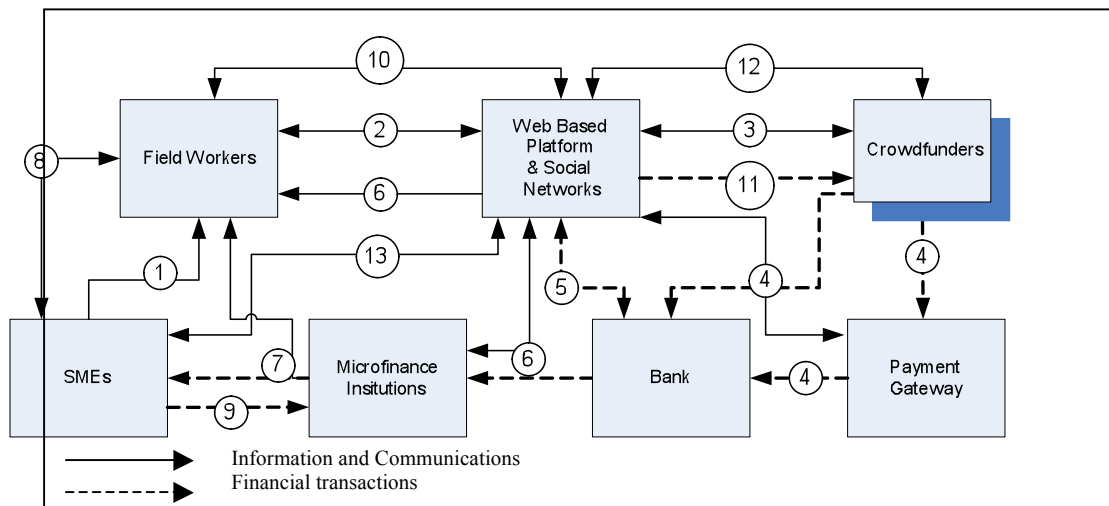 10
12
Field Workers
2
Web Based
Platform
& Social
Networks
3
Crowdfunders
8
6
11
13
1
5
4
4
SMEs
7
9
Microfinance
Insitutions
6
Bank
4
Payment
Gateway
Information and Communications
Financial transactions